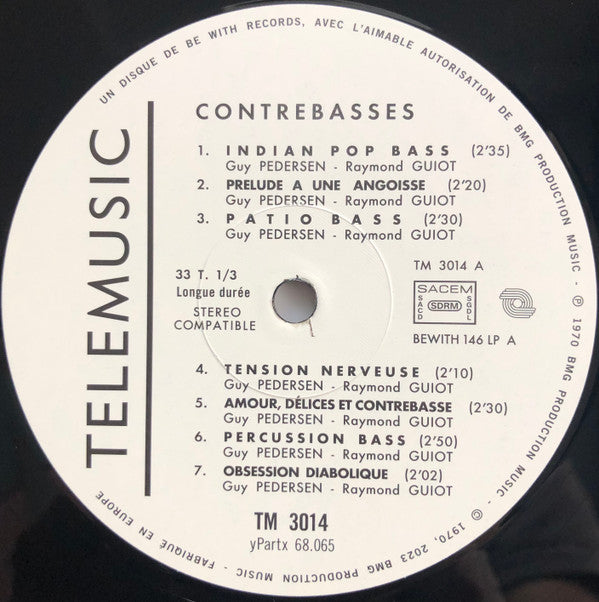 UN DISQUE DE BE WITH RECORDS, AVEC L'AIMABLE AUTORISATION DE BMG PRODUCTION MUSIC - ℗ 1970 BMG PRODUCTION MUSIC - © 1970, 2023 BMG PRODUCTION MUSIC - FABRIQUÉ EN EUROPE
TELEMUSIC
CONTREBASSES
1. INDIAN POP BASS (2'35)
Guy PEDERSEN - Raymond GUIOT
2. PRELUDE A UNE ANGOISSE (2'20)
Guy PEDERSEN - Raymond GUIOT
3. PATIO BASS (2'30)
Guy PEDERSEN - Raymond GUIOT
33 T. 1/3
Longue durée
STEREO
COMPATIBLE
TM 3014 A
SACEM
SACD SDRM SGDL
BEWITH 146 LP A
4. TENSION NERVEUSE (2'10)
Guy PEDERSEN - Raymond GUIOT
5. AMOUR, DÉLICES ET CONTREBASSE (2'30)
Guy PEDERSEN - Raymond GUIOT
6. PERCUSSION BASS (2'50)
Guy PEDERSEN - Raymond GUIOT
7. OBSESSION DIABOLIQUE (2'02)
Guy PEDERSEN - Raymond GUIOT
TM 3014
yPartx 68.065